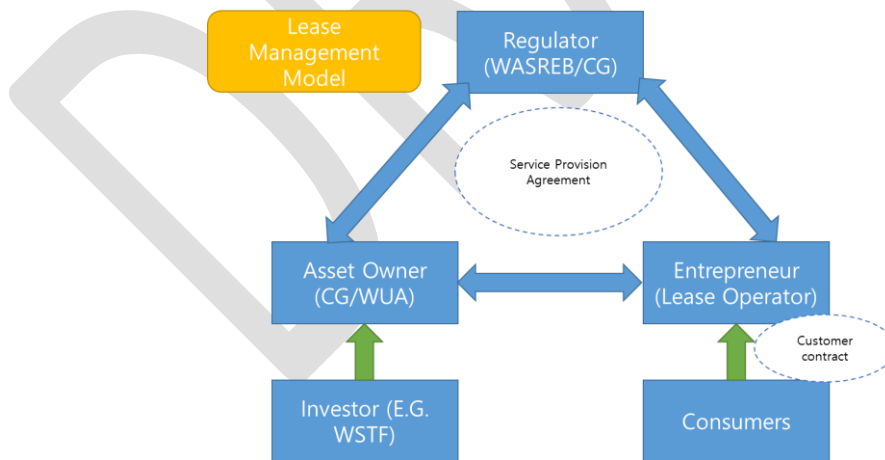 Lease
Management
Model
Regulator
(WASREB/CG)
Service Provision
Agreement
Asset Owner
(CG/WUA)
Entrepreneur
(Lease Operator)
Customer
contract
Investor (E.G.
WSTF)
Consumers